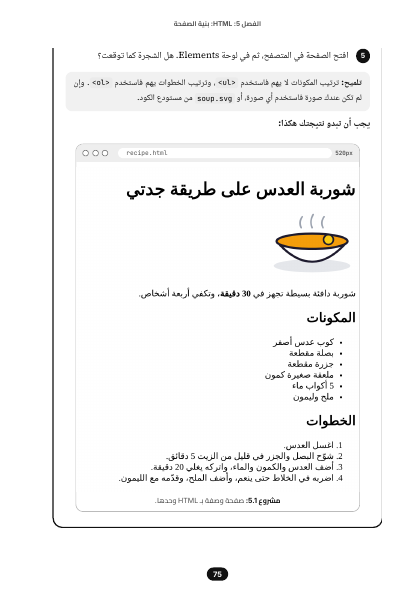 الفصل 5: HTML: بنية الصفحة
5 افتح الصفحة في المتصفح، ثم في لوحة Elements. هل الشجرة كما توقعت؟
تلميح: ترتيب المكونات لا يهم فاستخدم <ul>، وترتيب الخطوات يهم فاستخدم <ol>. وإن
لم تكن عندك صورة فاستخدم أي صورة، أو soup.svg من مستودع الكود.
يجب أن تبدو نتيجتك هكذا:
recipe.html 520px
شوربة العدس على طريقة جدتي
شوربة دافئة بسيطة تجهز في 30 دقيقة، وتكفي أربعة أشخاص.
المكونات
• كوب عدس أصفر
• بصلة مقطعة
• جزرة مقطعة
• ملعقة صغيرة كمون
• 5 أكواب ماء
• ملح وليمون
الخطوات
1. اغسل العدس.
2. شوّح البصل والجزر في قليل من الزيت 5 دقائق.
3. أضف العدس والكمون والماء، واتركه يغلي 20 دقيقة.
4. اضربه في الخلاط حتى ينعم، وأضف الملح، وقدّمه مع الليمون.
مشروع 5.1: صفحة وصفة بـ HTML وحدها.
75